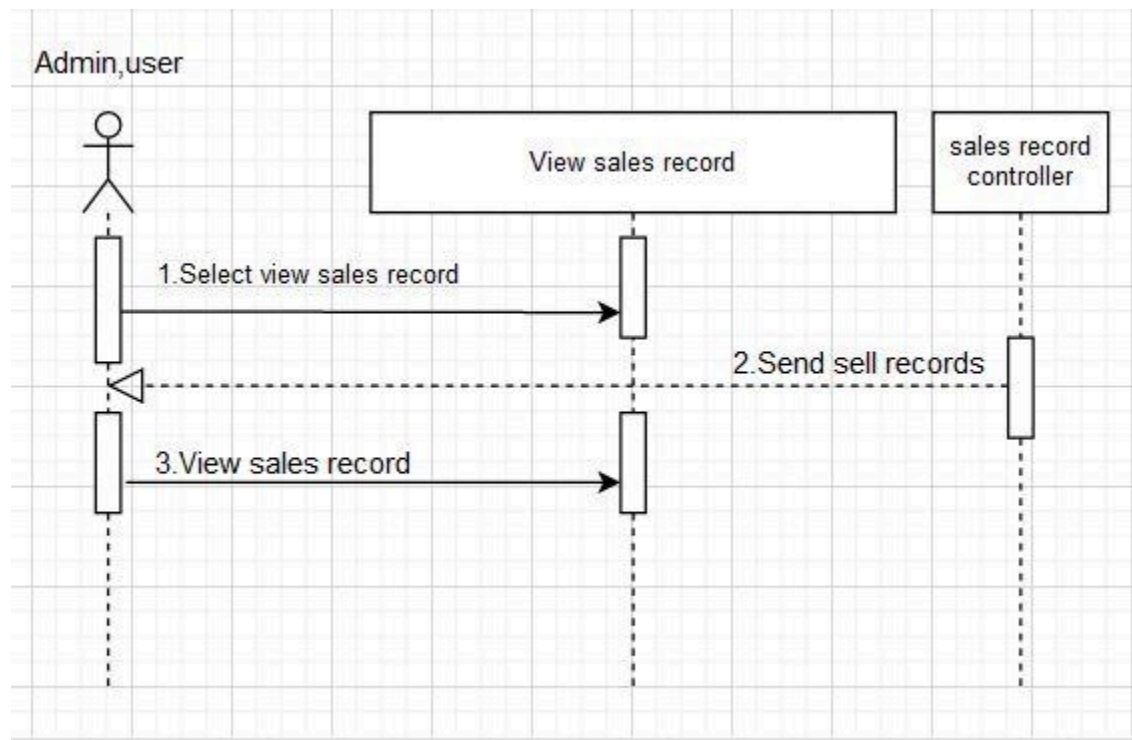 Admin,user
View sales record
sales record
controller
1.Select view sales record
2.Send sell records
3.View sales record